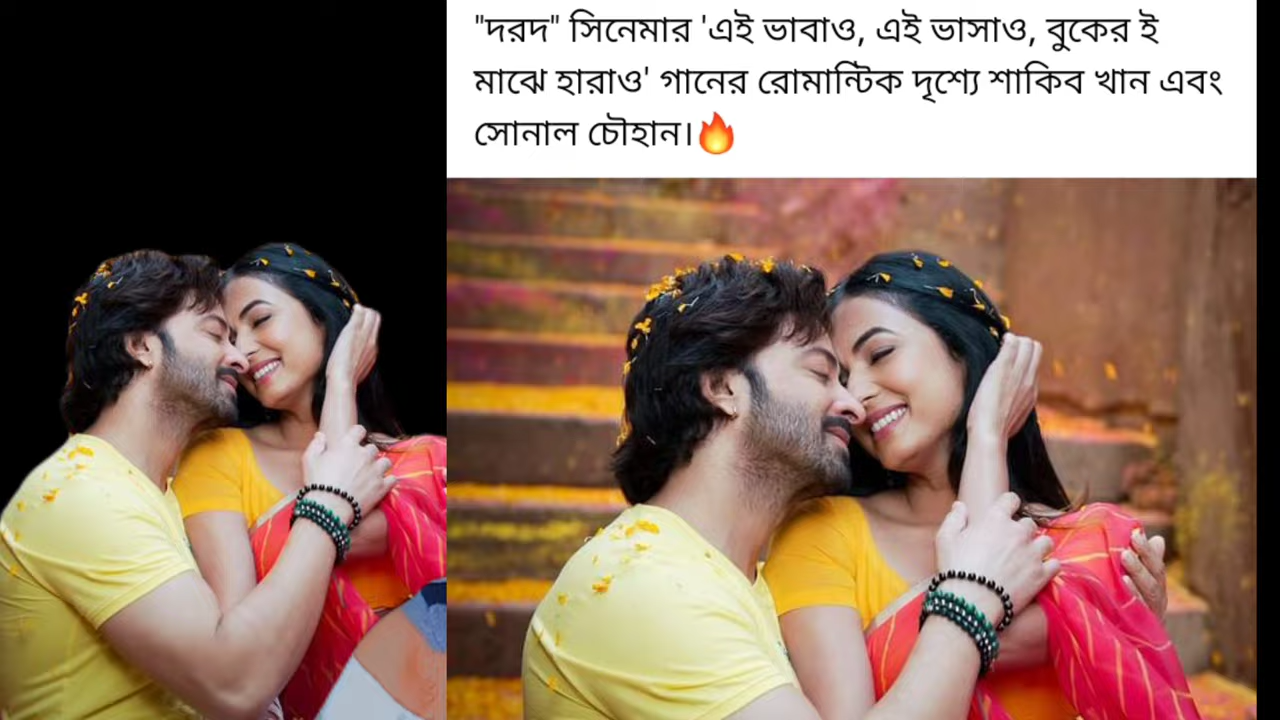 "দরদ" সিনেমার 'এই ভাবাও, এই ভাসাও, বুকের ই
মাঝে হারাও' গানের রোমান্টিক দৃশ্যে শাকিব খান এবং
সোনাল চৌহান।🔥